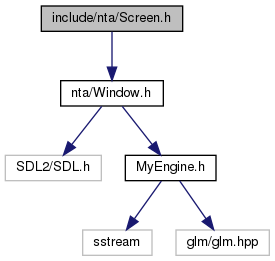 include/nta/Screen.h
nta/Window.h
SDL2/SDL.h
MyEngine.h
sstream
glm/glm.hpp